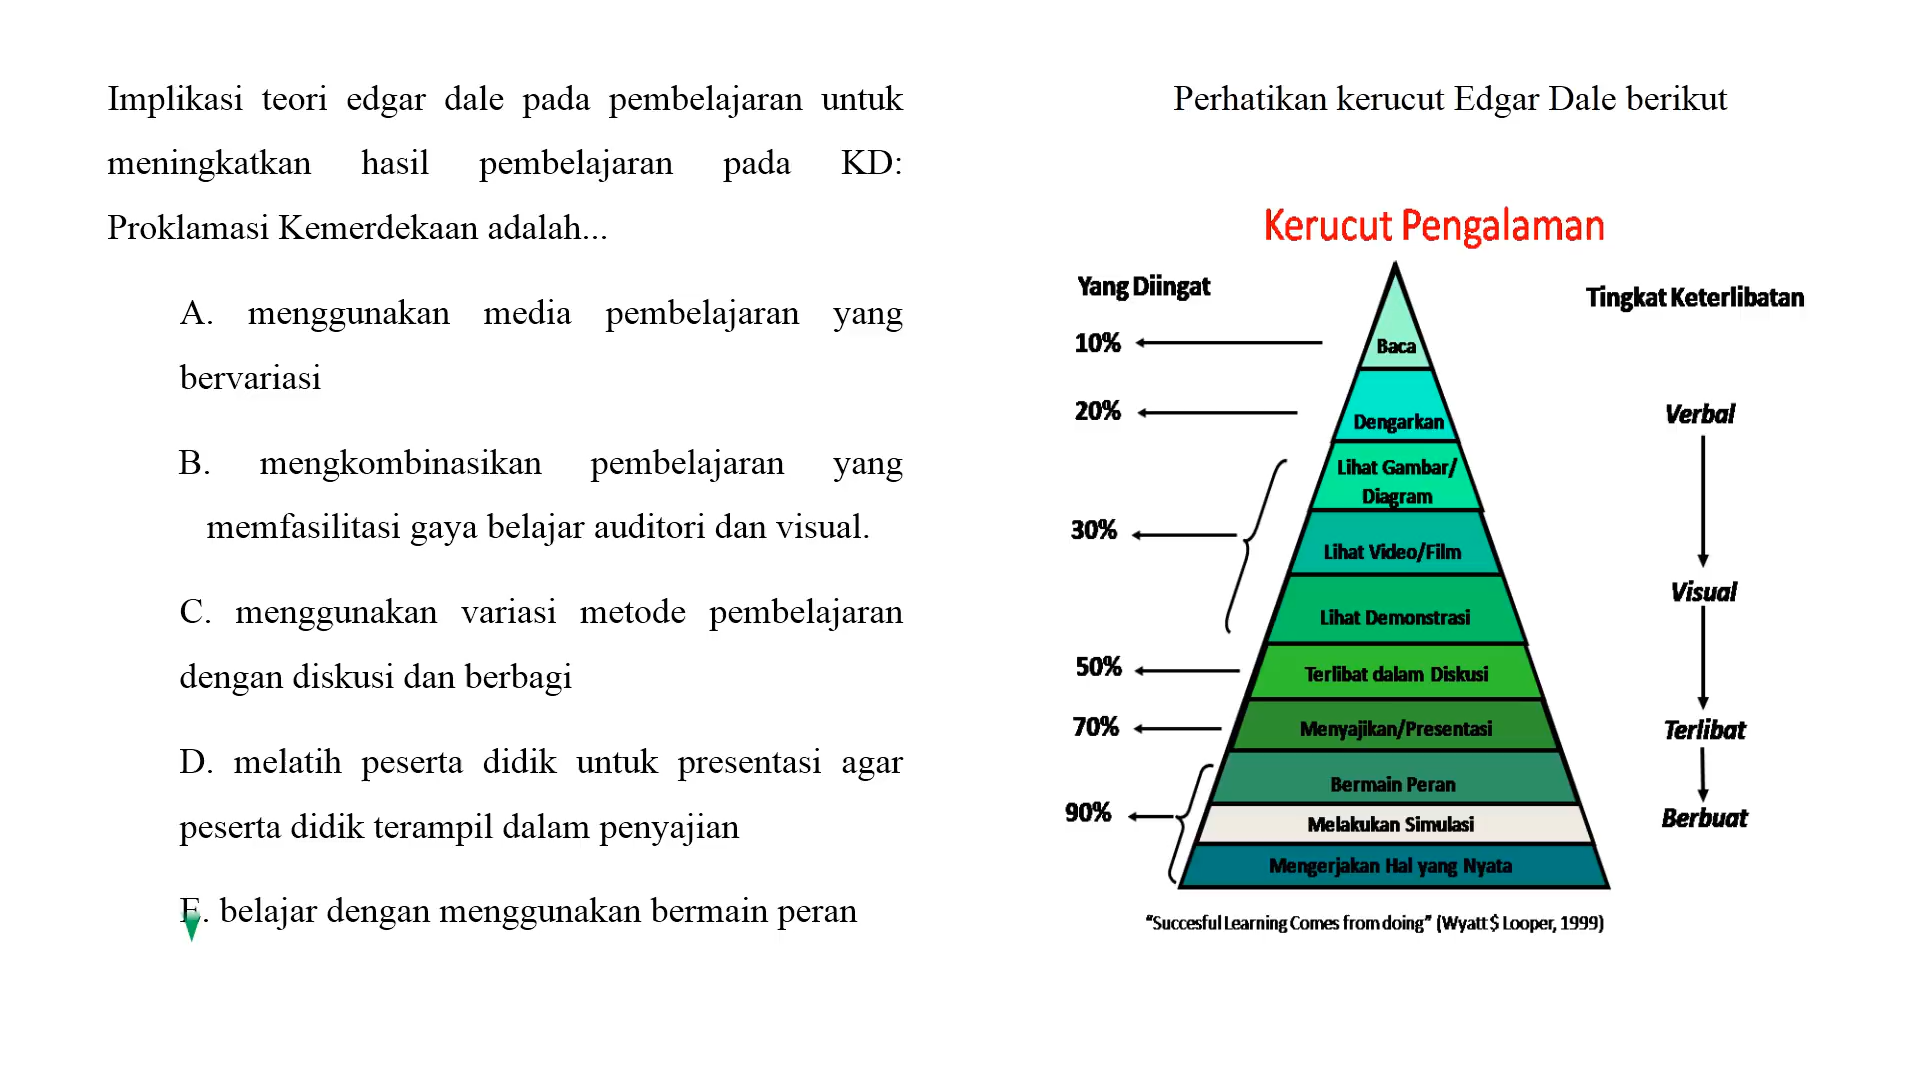 Implikasi teori edgar dale pada pembelajaran untuk
meningkatkan hasil pembelajaran pada KD:
Proklamasi Kemerdekaan adalah...
A. menggunakan media pembelajaran yang
bervariasi
B. mengkombinasikan pembelajaran yang
memfasilitasi gaya belajar auditori dan visual.
C. menggunakan variasi metode pembelajaran
dengan diskusi dan berbagi
D. melatih peserta didik untuk presentasi agar
peserta didik terampil dalam penyajian
E. belajar dengan menggunakan bermain peran
Perhatikan kerucut Edgar Dale berikut
Kerucut Pengalaman
Yang Diingat
Tingkat Keterlibatan
10%
Baca
20%
Dengarkan
Verbal
Lihat Gambar/
Diagram
30%
Lihat Video/Film
Visual
Lihat Demonstrasi
50%
Terlibat dalam Diskusi
70%
Menyajikan/Presentasi
Terlibat
Bermain Peran
90%
Melakukan Simulasi
Berbuat
Mengerjakan Hal yang Nyata
“Succesful Learning Comes from doing” (Wyatt $ Looper, 1999)